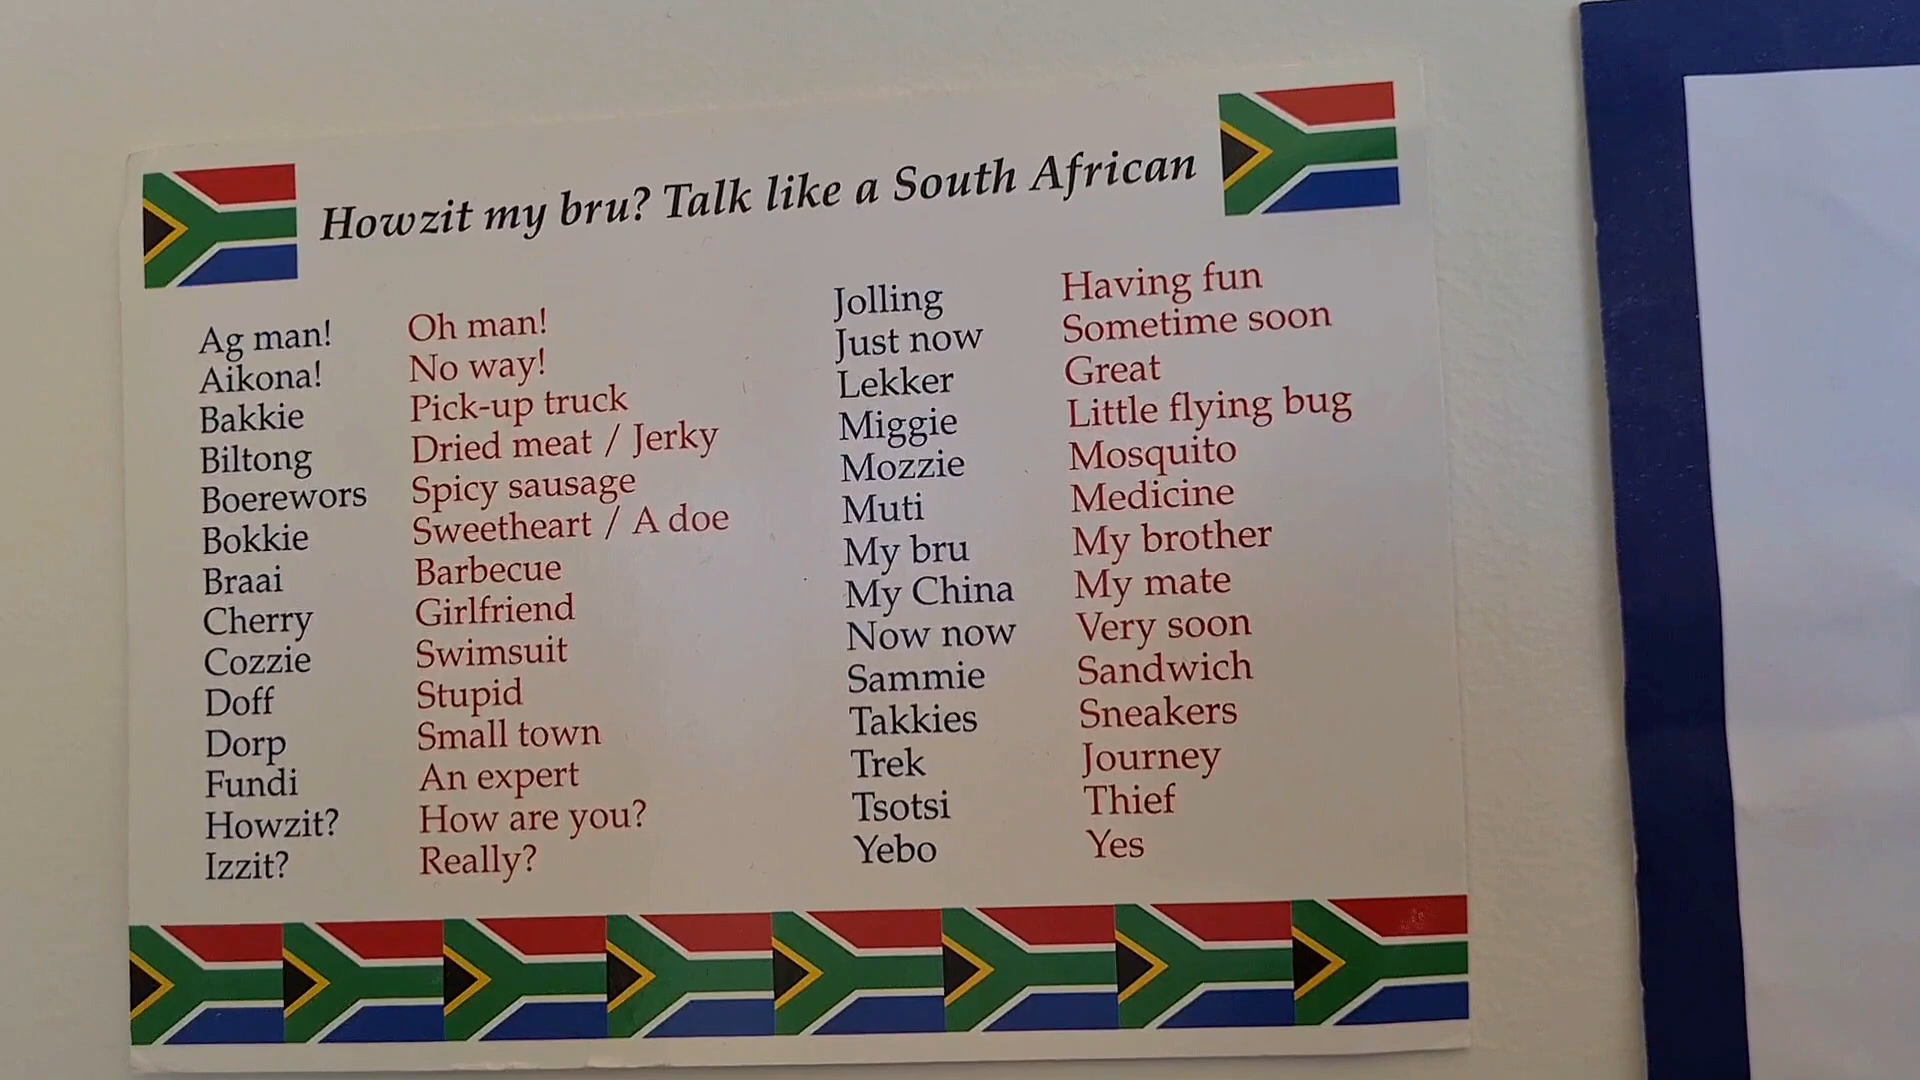 Howzit my bru? Talk like a South African
Ag man! Oh man!
Aikona! No way!
Bakkie Pick-up truck
Biltong Dried meat / Jerky
Boerewors Spicy sausage
Bokkie Sweetheart / A doe
Braai Barbecue
Cherry Girlfriend
Cozzie Swimsuit
Doff Stupid
Dorp Small town
Fundi An expert
Howzit? How are you?
Izzit? Really?
Jolling Having fun
Just now Sometime soon
Lekker Great
Miggie Little flying bug
Mozzie Mosquito
Muti Medicine
My bru My brother
My China My mate
Now now Very soon
Sammie Sandwich
Takkies Sneakers
Trek Journey
Tsotsi Thief
Yebo Yes